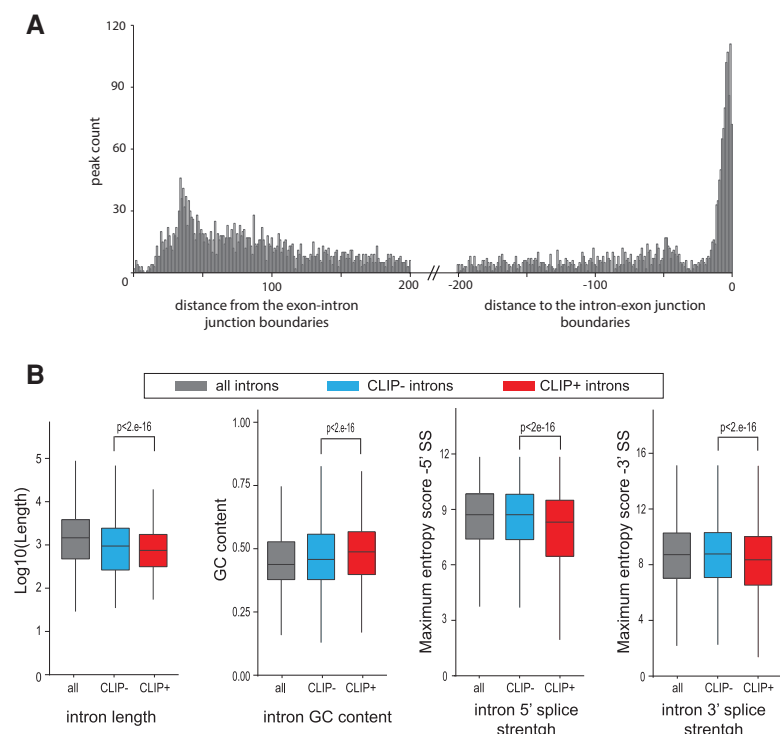 A
120
90
60
30
0
peak count
0
100
200
//
-200
-100
0
distance from the exon-intron
junction boundaries
distance to the intron-exon junction
boundaries
B
all introns
CLIP- introns
CLIP+ introns
p<2.e-16
5
4
3
2
1
0
Log10(Length)
all
CLIP-
CLIP+
intron length
p<2.e-16
1.00
0.75
0.50
0.25
0.00
GC content
all
CLIP-
CLIP+
intron GC content
p<2e-16
12
9
6
3
0
Maximum entropy score -5' SS
all
CLIP-
CLIP+
intron 5' splice
strentgh
p<2.e-16
16
12
8
4
0
Maximum entropy score -3' SS
all
CLIP-
CLIP+
intron 3' splice
strentgh